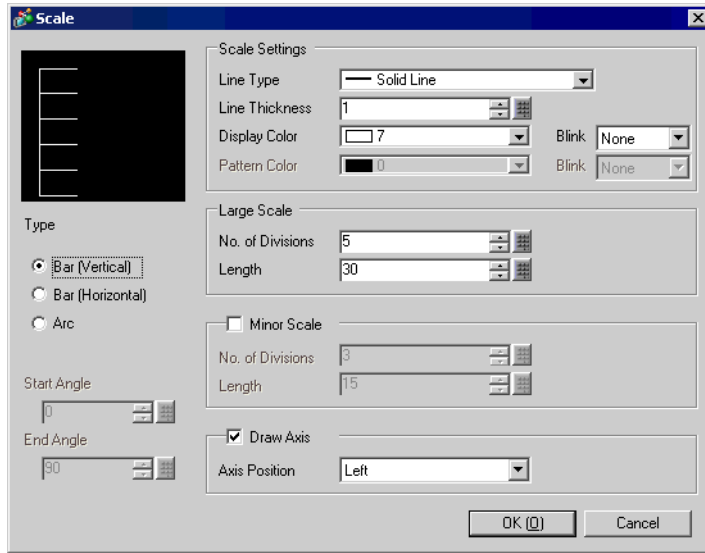 Scale
Type
Bar (Vertical)
Bar (Horizontal)
Arc
Start Angle
0
End Angle
90
Scale Settings
Line Type Solid Line
Line Thickness 1
Display Color 7 Blink None
Pattern Color 0 Blink None
Large Scale
No. of Divisions 5
Length 30
Minor Scale
No. of Divisions 3
Length 15
Draw Axis
Axis Position Left
OK (O) Cancel